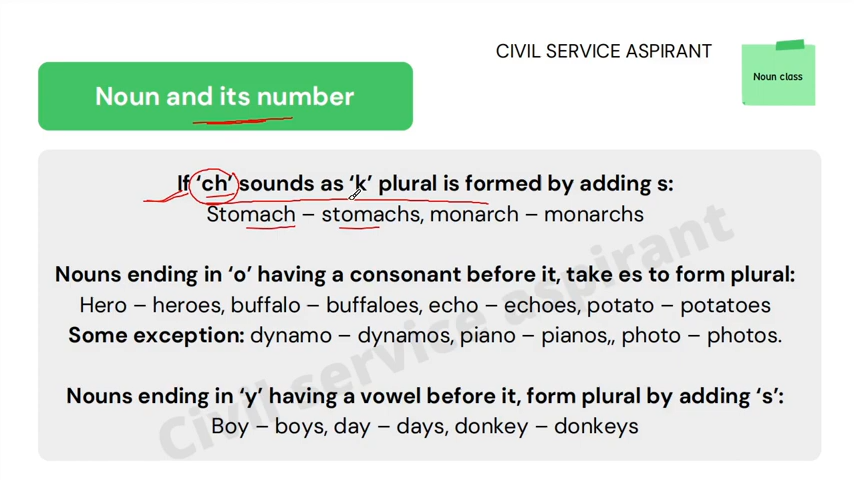 CIVIL SERVICE ASPIRANT
Noun class
Noun and its number
If ‘ch’ sounds as ‘k’ plural is formed by adding s:
Stomach – stomachs, monarch – monarchs
Nouns ending in ‘o’ having a consonant before it, take es to form plural:
Hero – heroes, buffalo – buffaloes, echo – echoes, potato – potatoes
Some exception: dynamo – dynamos, piano – pianos,, photo – photos.
Nouns ending in ‘y’ having a vowel before it, form plural by adding ‘s’:
Boy – boys, day – days, donkey – donkeys
Civil service aspirant